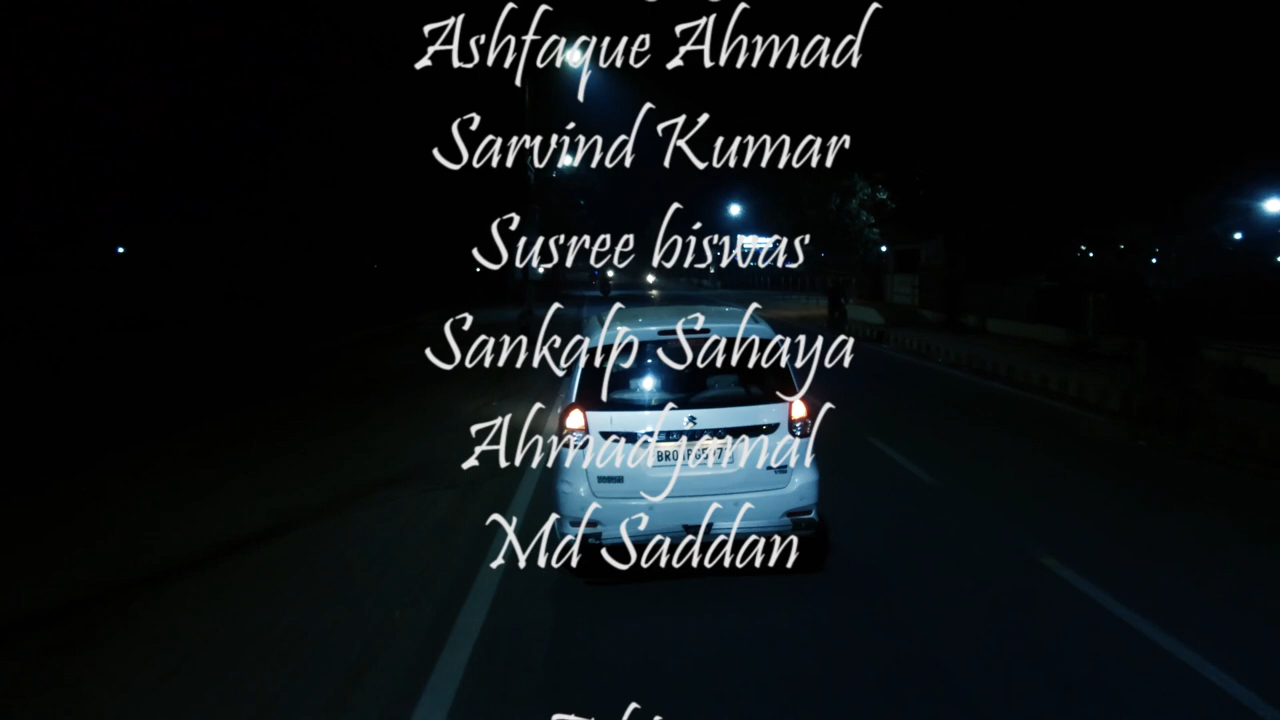 Ashfaque Ahmad
Sarvind Kumar
Susree biswas
Sankalp Sahaya
Ahmad jamal
Md Saddan